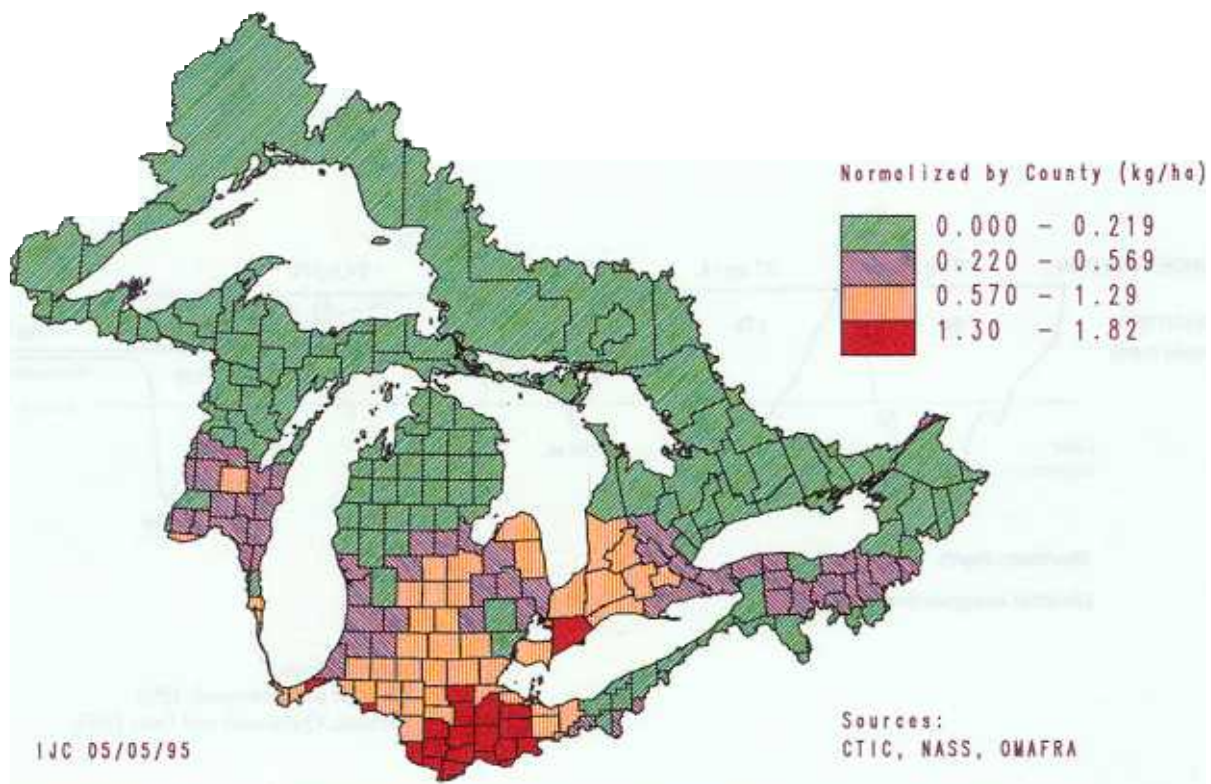 Normalized by County (kg/ha)
0.000 - 0.219
0.220 - 0.569
0.570 - 1.29
1.30 - 1.82
Sources:
CTIC, NASS, OMAFRA
IJC 05/05/95